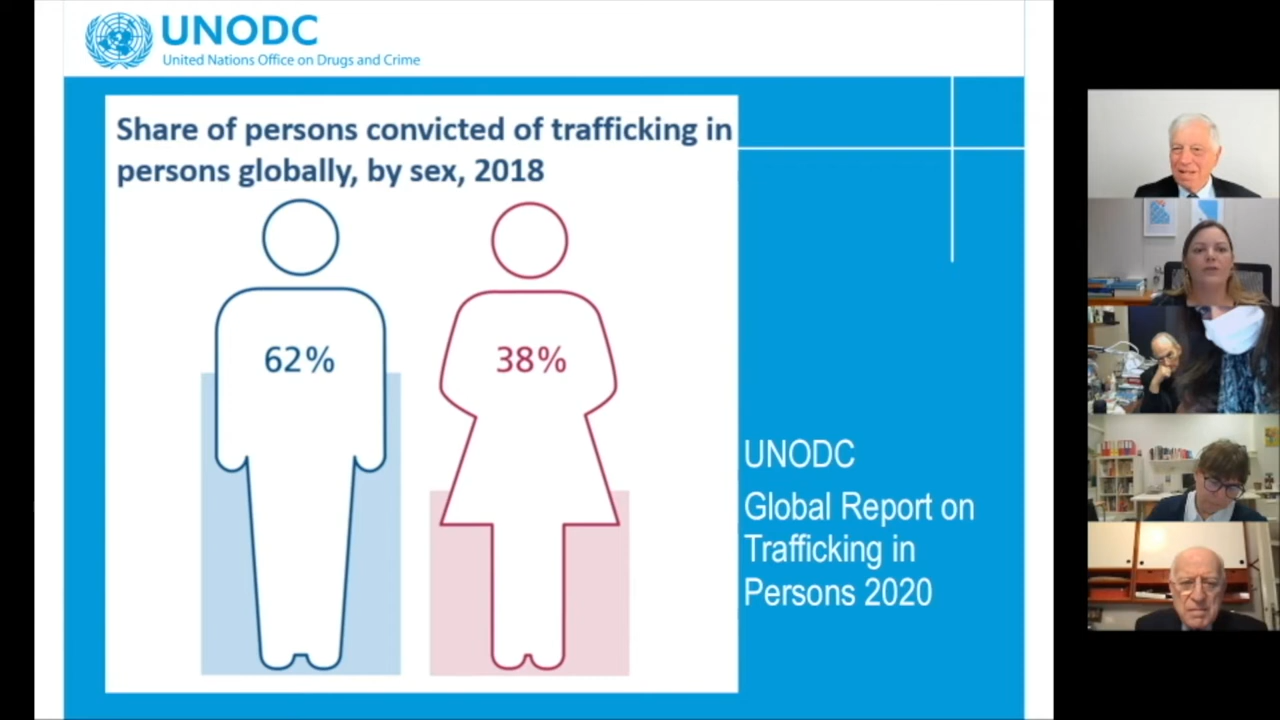 UNODC
United Nations Office on Drugs and Crime
Share of persons convicted of trafficking in
persons globally, by sex, 2018
62%
38%
UNODC
Global Report on
Trafficking in
Persons 2020